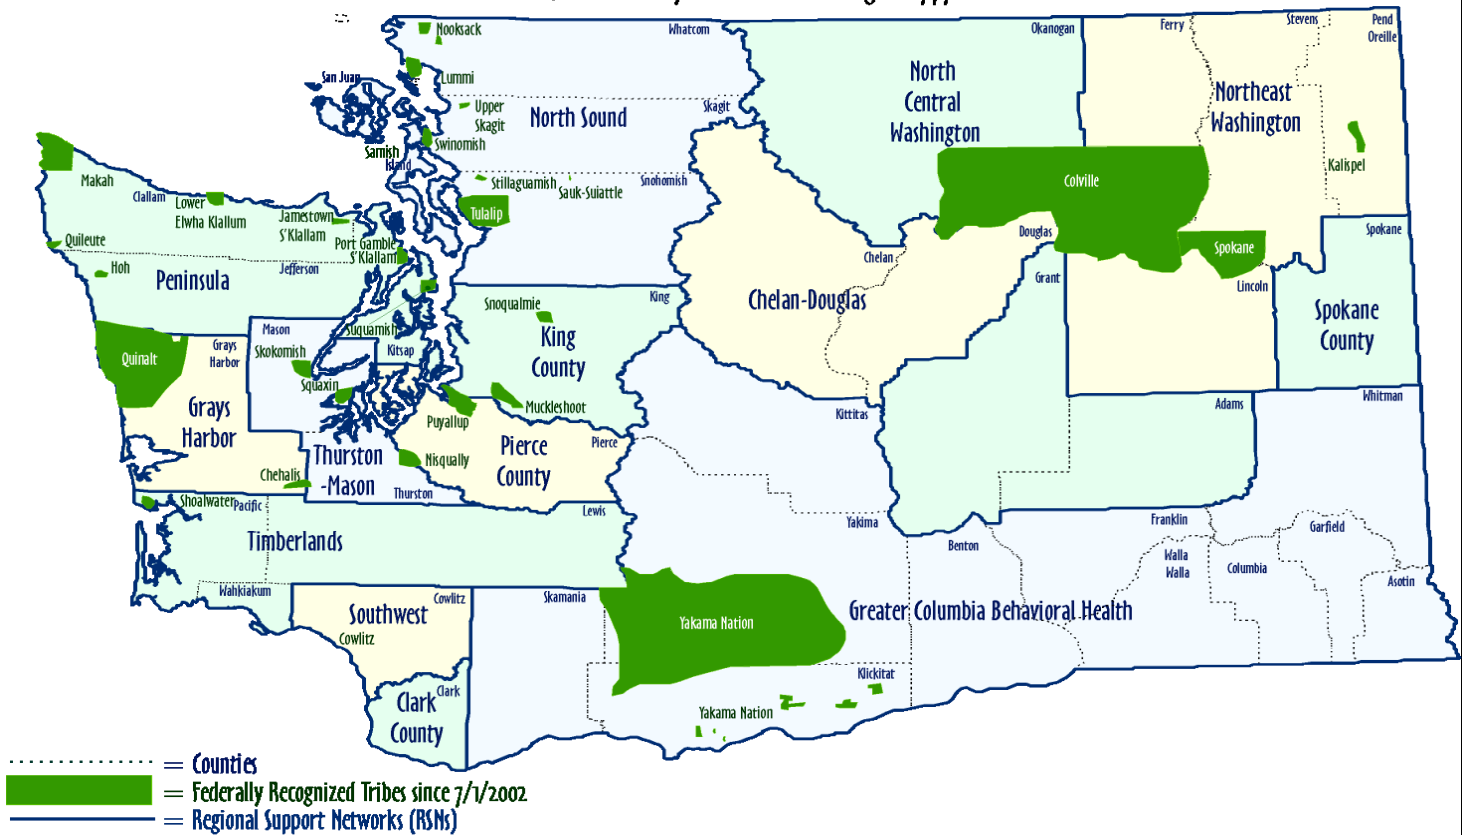 Nooksack
Whatcom
Okanogan
Ferry
Stevens
Pend
Oreille
San Juan
Lummi
North
Central
Washington
Northeast
Washington
Upper
Skagit
North Sound
Skagit
Swinomish
Samish
Island
Kalispel
Makah
Clallam
Lower
Elwha Klallum
Stillaguamish
Sauk-Suiattle
Snohomish
Colville
Jamestown
S'Klallam
Tulalip
Quileute
Port Gamble
S'Klallam
Douglas
Spokane
Spokane
Hoh
Peninsula
Jefferson
Chelan
Grant
Lincoln
Snoqualmie
King
Chelan-Douglas
Spokane
County
Mason
Suquamish
King
County
Quinalt
Grays
Harbor
Skokomish
Kitsap
Squaxin
Grays
Harbor
Puyallup
Muckleshoot
Kittitas
Adams
Whitman
Thurston
-Mason
Nisqually
Pierce
County
Pierce
Chehalis
Thurston
Shoalwater
Pacific
Lewis
Timberlands
Yakima
Benton
Franklin
Garfield
Walla
Walla
Columbia
Asotin
Wahkiakum
Cowlitz
Skamania
Southwest
Cowlitz
Yakama Nation
Greater Columbia Behavioral Health
Clark
County
Clark
Klickitat
Yakama Nation
= Counties
= Federally Recognized Tribes since 7/1/2002
= Regional Support Networks (RSNs)